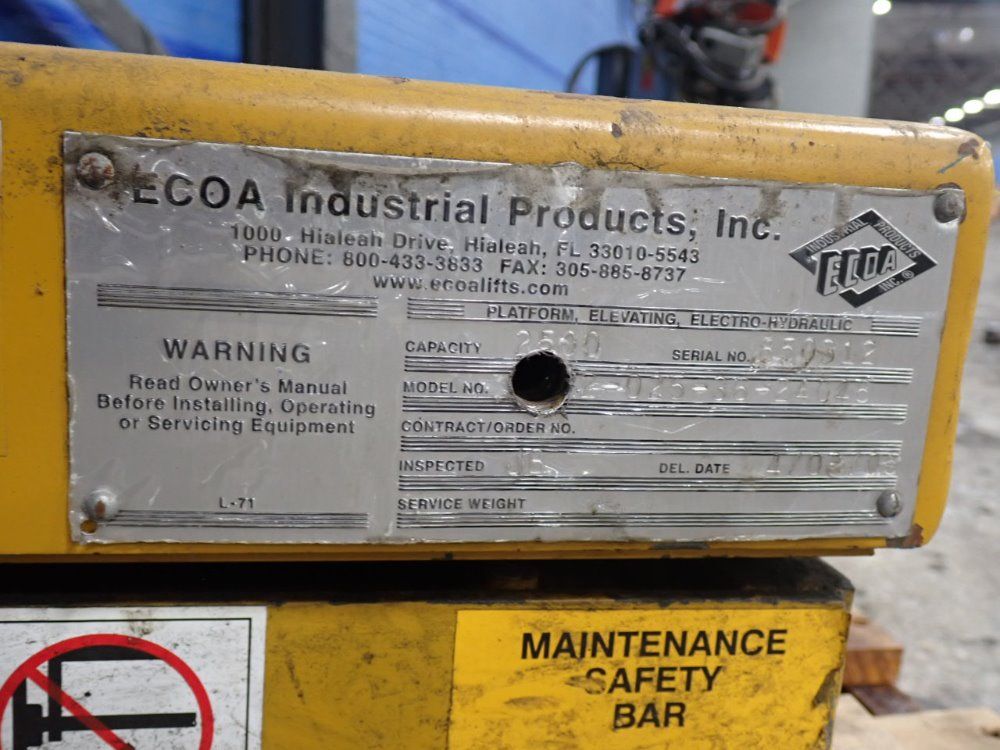 ECOA Industrial Products, Inc.
1000 Hialeah Drive, Hialeah, FL 33010-5543
PHONE: 800-433-3833 FAX: 305-885-8737
www.ecoalifts.com
INDUSTRIAL PRODUCTS
ECOA
INC. ®
PLATFORM, ELEVATING, ELECTRO-HYDRAULIC
WARNING
Read Owner's Manual
Before Installing, Operating
or Servicing Equipment
L-71
CAPACITY 2500 SERIAL NO.
MODEL NO.
CONTRACT/ORDER NO.
INSPECTED DEL. DATE
SERVICE WEIGHT
MAINTENANCE
SAFETY
BAR